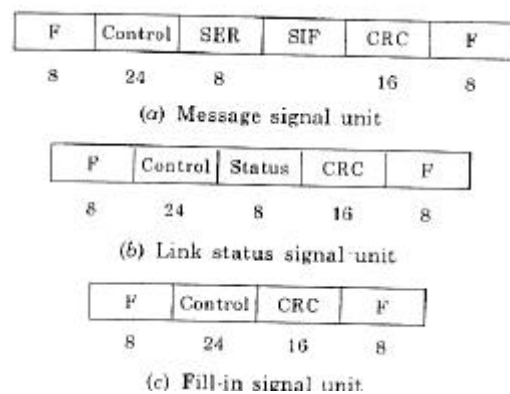 F Control SER SIF CRC F
8 24 8 16 8
(a) Message signal unit
F Control Status CRC F
8 24 8 16 8
(b) Link status signal unit
F Control CRC F
8 24 16 8
(c) Fill-in signal unit